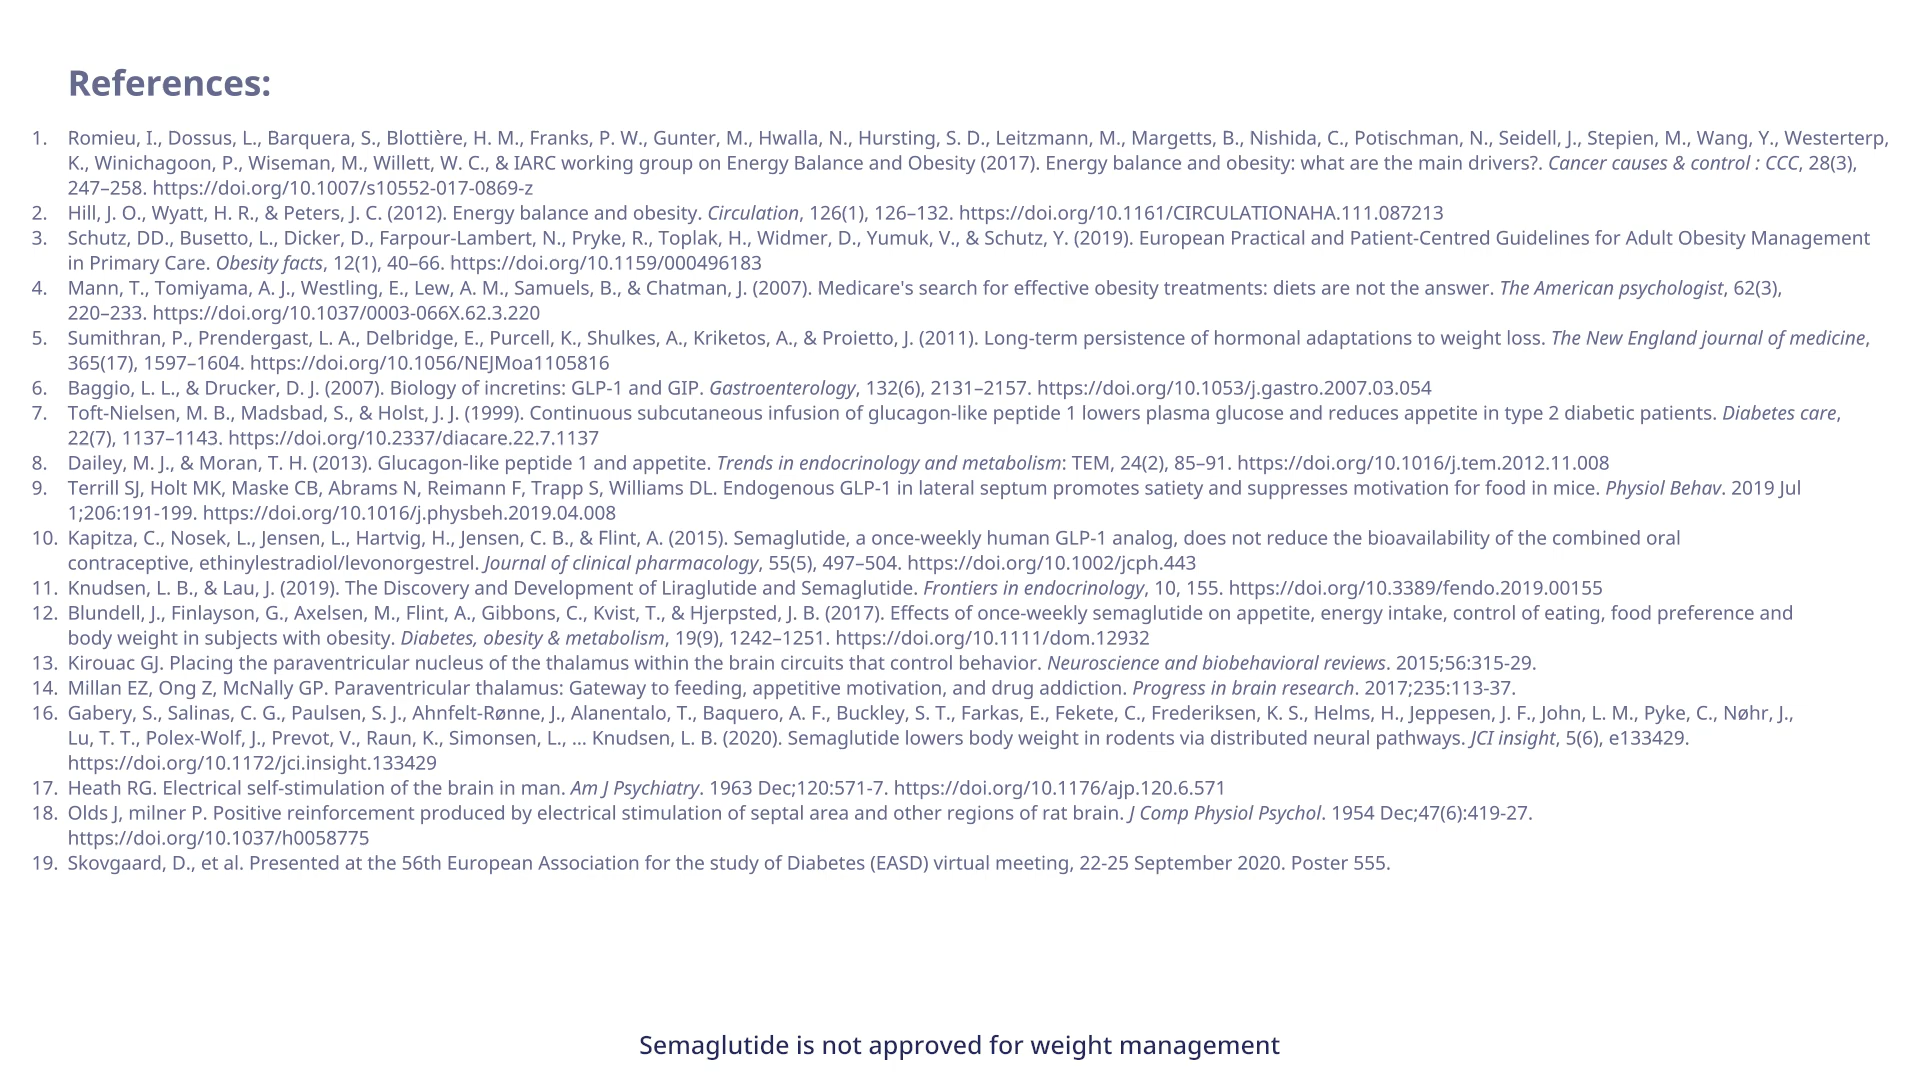 References:
1. Romieu, I., Dossus, L., Barquera, S., Blottière, H. M., Franks, P. W., Gunter, M., Hwalla, N., Hursting, S. D., Leitzmann, M., Margetts, B., Nishida, C., Potischman, N., Seidell, J., Stepien, M., Wang, Y., Westerterp,
K., Winichagoon, P., Wiseman, M., Willett, W. C., & IARC working group on Energy Balance and Obesity (2017). Energy balance and obesity: what are the main drivers?. Cancer causes & control : CCC, 28(3),
247–258. https://doi.org/10.1007/s10552-017-0869-z
2. Hill, J. O., Wyatt, H. R., & Peters, J. C. (2012). Energy balance and obesity. Circulation, 126(1), 126–132. https://doi.org/10.1161/CIRCULATIONAHA.111.087213
3. Schutz, DD., Busetto, L., Dicker, D., Farpour-Lambert, N., Pryke, R., Toplak, H., Widmer, D., Yumuk, V., & Schutz, Y. (2019). European Practical and Patient-Centred Guidelines for Adult Obesity Management
in Primary Care. Obesity facts, 12(1), 40–66. https://doi.org/10.1159/000496183
4. Mann, T., Tomiyama, A. J., Westling, E., Lew, A. M., Samuels, B., & Chatman, J. (2007). Medicare's search for effective obesity treatments: diets are not the answer. The American psychologist, 62(3),
220–233. https://doi.org/10.1037/0003-066X.62.3.220
5. Sumithran, P., Prendergast, L. A., Delbridge, E., Purcell, K., Shulkes, A., Kriketos, A., & Proietto, J. (2011). Long-term persistence of hormonal adaptations to weight loss. The New England journal of medicine,
365(17), 1597–1604. https://doi.org/10.1056/NEJMoa1105816
6. Baggio, L. L., & Drucker, D. J. (2007). Biology of incretins: GLP-1 and GIP. Gastroenterology, 132(6), 2131–2157. https://doi.org/10.1053/j.gastro.2007.03.054
7. Toft-Nielsen, M. B., Madsbad, S., & Holst, J. J. (1999). Continuous subcutaneous infusion of glucagon-like peptide 1 lowers plasma glucose and reduces appetite in type 2 diabetic patients. Diabetes care,
22(7), 1137–1143. https://doi.org/10.2337/diacare.22.7.1137
8. Dailey, M. J., & Moran, T. H. (2013). Glucagon-like peptide 1 and appetite. Trends in endocrinology and metabolism: TEM, 24(2), 85–91. https://doi.org/10.1016/j.tem.2012.11.008
9. Terrill SJ, Holt MK, Maske CB, Abrams N, Reimann F, Trapp S, Williams DL. Endogenous GLP-1 in lateral septum promotes satiety and suppresses motivation for food in mice. Physiol Behav. 2019 Jul
1;206:191-199. https://doi.org/10.1016/j.physbeh.2019.04.008
10. Kapitza, C., Nosek, L., Jensen, L., Hartvig, H., Jensen, C. B., & Flint, A. (2015). Semaglutide, a once-weekly human GLP-1 analog, does not reduce the bioavailability of the combined oral
contraceptive, ethinylestradiol/levonorgestrel. Journal of clinical pharmacology, 55(5), 497–504. https://doi.org/10.1002/jcph.443
11. Knudsen, L. B., & Lau, J. (2019). The Discovery and Development of Liraglutide and Semaglutide. Frontiers in endocrinology, 10, 155. https://doi.org/10.3389/fendo.2019.00155
12. Blundell, J., Finlayson, G., Axelsen, M., Flint, A., Gibbons, C., Kvist, T., & Hjerpsted, J. B. (2017). Effects of once-weekly semaglutide on appetite, energy intake, control of eating, food preference and
body weight in subjects with obesity. Diabetes, obesity & metabolism, 19(9), 1242–1251. https://doi.org/10.1111/dom.12932
13. Kirouac GJ. Placing the paraventricular nucleus of the thalamus within the brain circuits that control behavior. Neuroscience and biobehavioral reviews. 2015;56:315-29.
14. Millan EZ, Ong Z, McNally GP. Paraventricular thalamus: Gateway to feeding, appetitive motivation, and drug addiction. Progress in brain research. 2017;235:113-37.
16. Gabery, S., Salinas, C. G., Paulsen, S. J., Ahnfelt-Rønne, J., Alanentalo, T., Baquero, A. F., Buckley, S. T., Farkas, E., Fekete, C., Frederiksen, K. S., Helms, H., Jeppesen, J. F., John, L. M., Pyke, C., Nøhr, J.,
Lu, T. T., Polex-Wolf, J., Prevot, V., Raun, K., Simonsen, L., … Knudsen, L. B. (2020). Semaglutide lowers body weight in rodents via distributed neural pathways. JCI insight, 5(6), e133429.
https://doi.org/10.1172/jci.insight.133429
17. Heath RG. Electrical self-stimulation of the brain in man. Am J Psychiatry. 1963 Dec;120:571-7. https://doi.org/10.1176/ajp.120.6.571
18. Olds J, milner P. Positive reinforcement produced by electrical stimulation of septal area and other regions of rat brain. J Comp Physiol Psychol. 1954 Dec;47(6):419-27.
https://doi.org/10.1037/h0058775
19. Skovgaard, D., et al. Presented at the 56th European Association for the study of Diabetes (EASD) virtual meeting, 22-25 September 2020. Poster 555.
Semaglutide is not approved for weight management